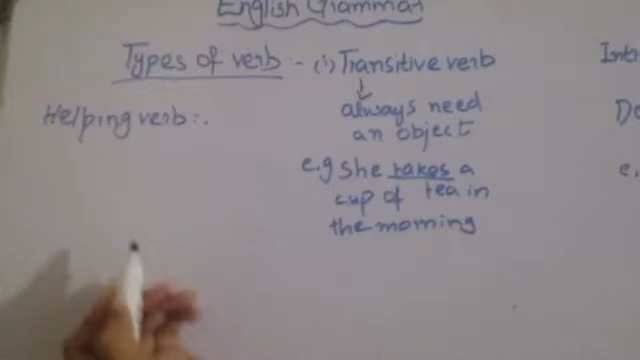 English Grammar
Types of verb :- (i) Transitive verb
always need
an object
Helping verb :.
e.g She takes a
cup of tea in
the morning